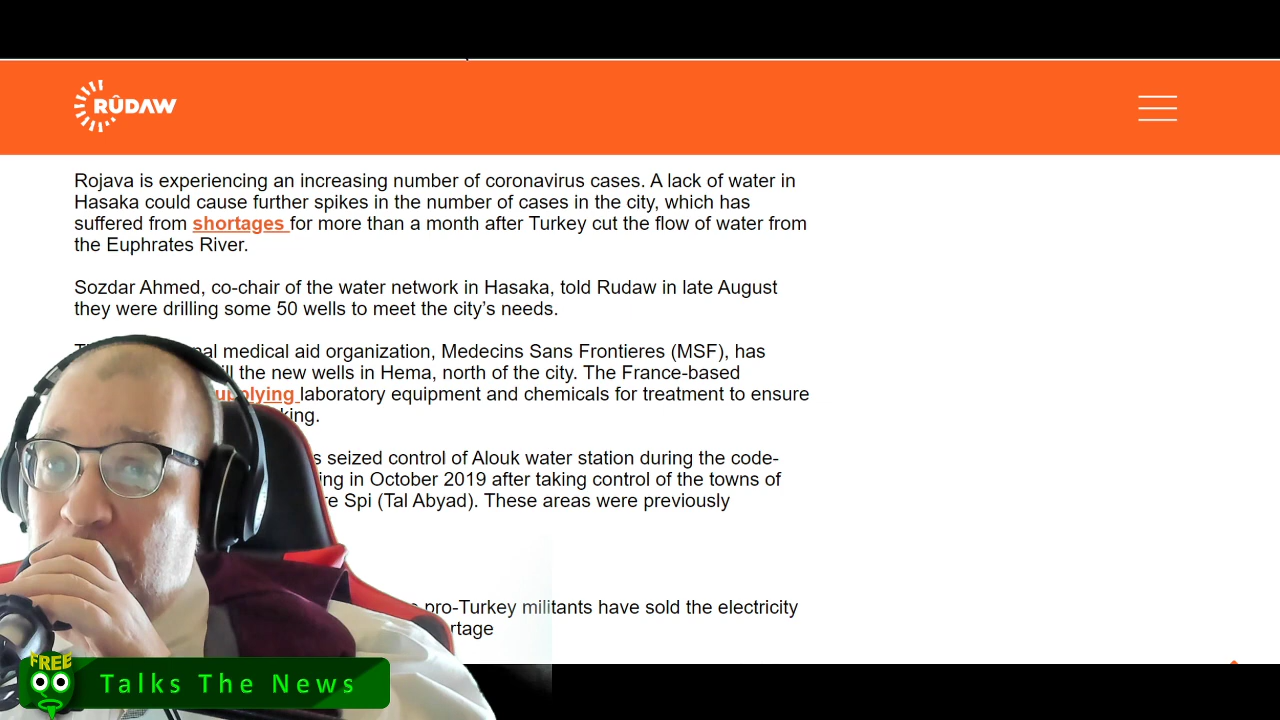 RÛDAW
Rojava is experiencing an increasing number of coronavirus cases. A lack of water in
Hasaka could cause further spikes in the number of cases in the city, which has
suffered from shortages for more than a month after Turkey cut the flow of water from
the Euphrates River.
Sozdar Ahmed, co-chair of the water network in Hasaka, told Rudaw in late August
they were drilling some 50 wells to meet the city's needs.
medical aid organization, Medecins Sans Frontieres (MSF), has
the new wells in Hema, north of the city. The France-based
supplying laboratory equipment and chemicals for treatment to ensure
seized control of Alouk water station during the code-
in October 2019 after taking control of the towns of
Spi (Tal Abyad). These areas were previously
pro-Turkey militants have sold the electricity
FREE
Talks The News